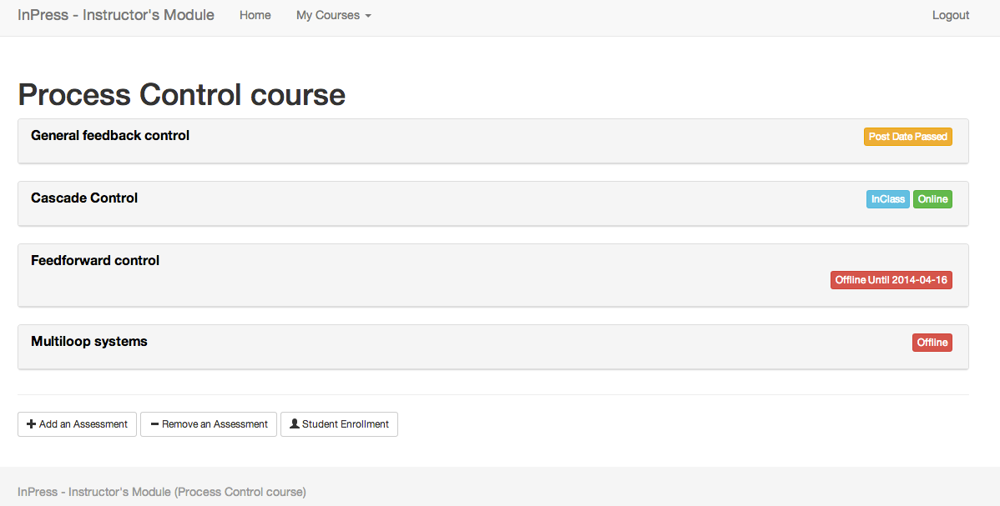 InPress - Instructor's Module Home My Courses Logout
Process Control course
General feedback control Post Date Passed
Cascade Control InClass Online
Feedforward control
Offline Until 2014-04-16
Multiloop systems Offline
Add an Assessment Remove an Assessment Student Enrollment
InPress - Instructor's Module (Process Control course)